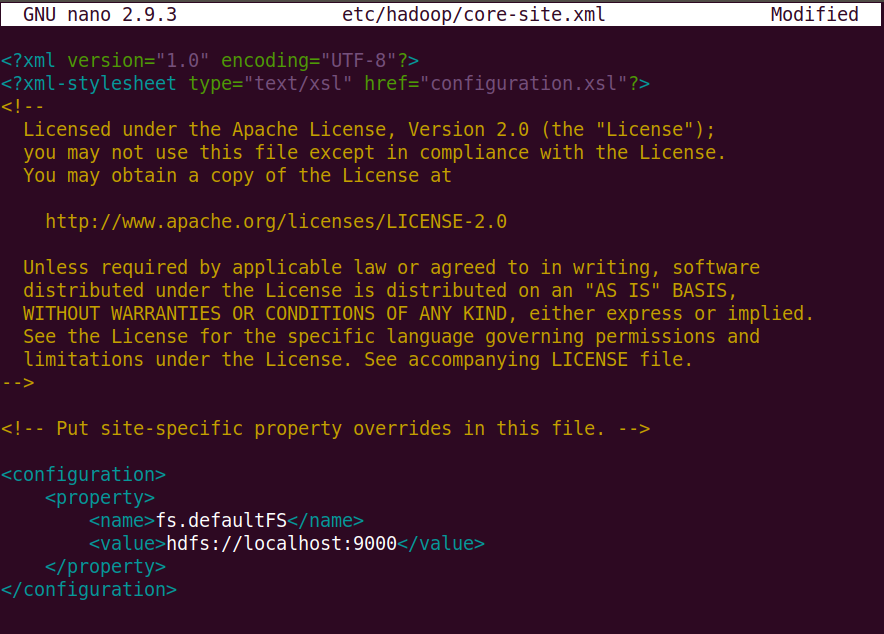 GNU nano 2.9.3 etc/hadoop/core-site.xml Modified
<?xml version="1.0" encoding="UTF-8"?>
<?xml-stylesheet type="text/xsl" href="configuration.xsl"?>
<!--
  Licensed under the Apache License, Version 2.0 (the "License");
  you may not use this file except in compliance with the License.
  You may obtain a copy of the License at
    http://www.apache.org/licenses/LICENSE-2.0
  Unless required by applicable law or agreed to in writing, software
  distributed under the License is distributed on an "AS IS" BASIS,
  WITHOUT WARRANTIES OR CONDITIONS OF ANY KIND, either express or implied.
  See the License for the specific language governing permissions and
  limitations under the License. See accompanying LICENSE file.
-->
<!-- Put site-specific property overrides in this file. -->
<configuration>
    <property>
        <name>fs.defaultFS</name>
        <value>hdfs://localhost:9000</value>
    </property>
</configuration>